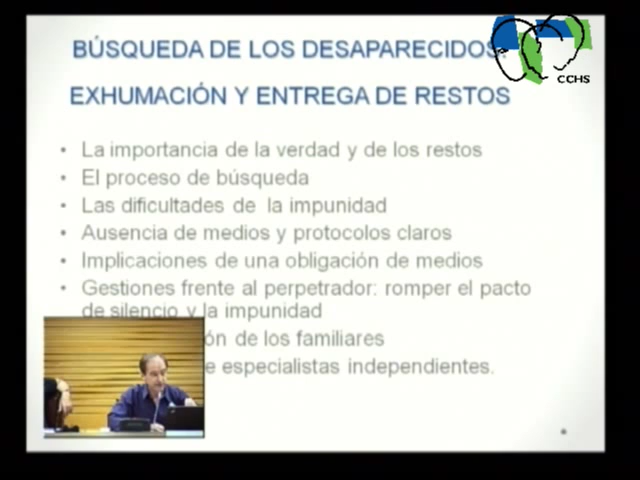 BÚSQUEDA DE LOS DESAPARECIDOS:
CCHS
EXHUMACIÓN Y ENTREGA DE RESTOS
• La importancia de la verdad y de los restos
• El proceso de búsqueda
• Las dificultades de la impunidad
• Ausencia de medios y protocolos claros
• Implicaciones de una obligación de medios
• Gestiones frente al perpetrador: romper el pacto
de silencio y la impunidad
de los familiares
especialistas independientes.